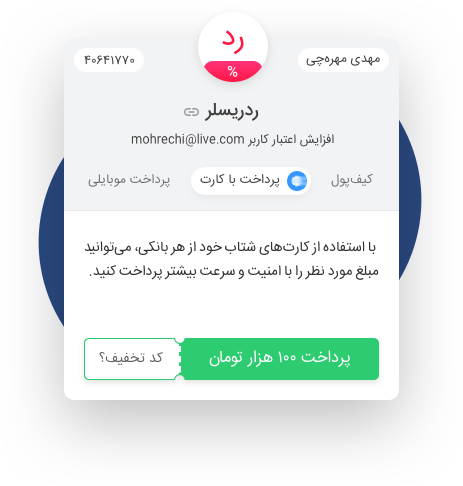 مهدی مهره‌چی
رد
%
۴۰۶۴۱۷۷۰
ردریسلر
افزایش اعتبار کاربر mohrechi@live.com
کیف‌پول
پرداخت با کارت
پرداخت موبایلی
با استفاده از کارت‌های شتاب خود از هر بانکی، می‌توانید
مبلغ مورد نظر را با امنیت و سرعت بیشتر پرداخت کنید.
پرداخت ۱۰۰ هزار تومان
کد تخفیف؟